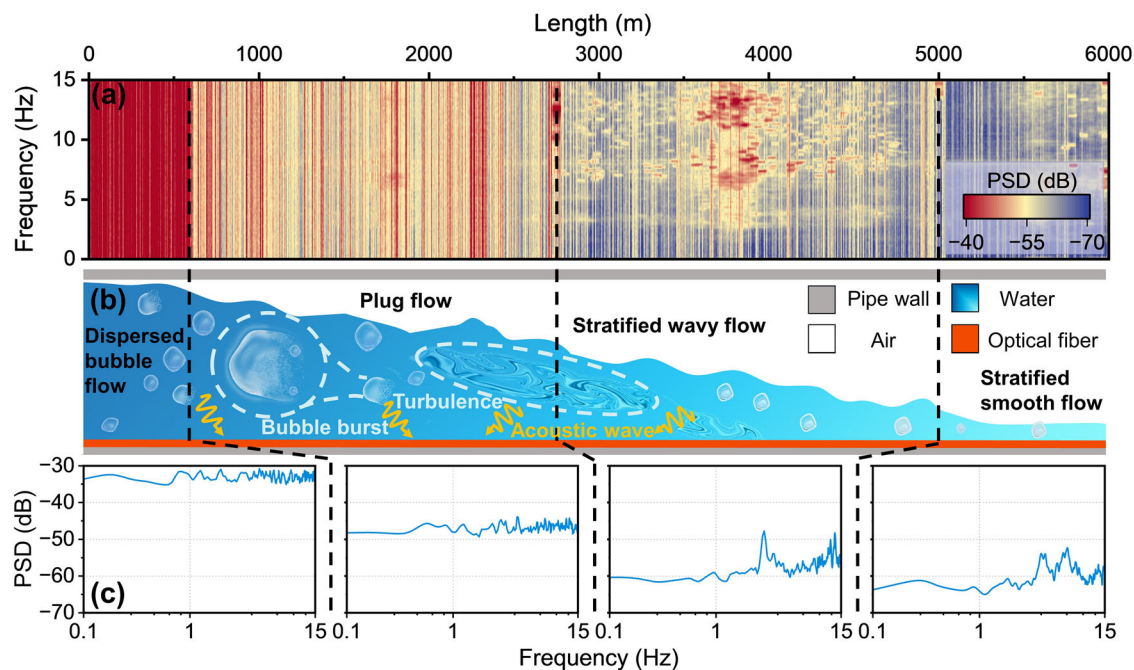 Length (m)
0 1000 2000 3000 4000 5000 6000
15
10
5
0
Frequency (Hz)
(a)
PSD (dB)
−40 −55 −70
(b)
Plug flow
Pipe wall
Water
Air
Optical fiber
Dispersed
bubble
flow
Stratified wavy flow
Stratified
smooth flow
Turbulence
Bubble burst
Acoustic wave
−30
−40
−50
−60
−70
PSD (dB)
(c)
0.1 1 15
0.1 1 15
0.1 1 15
0.1 1 15
Frequency (Hz)